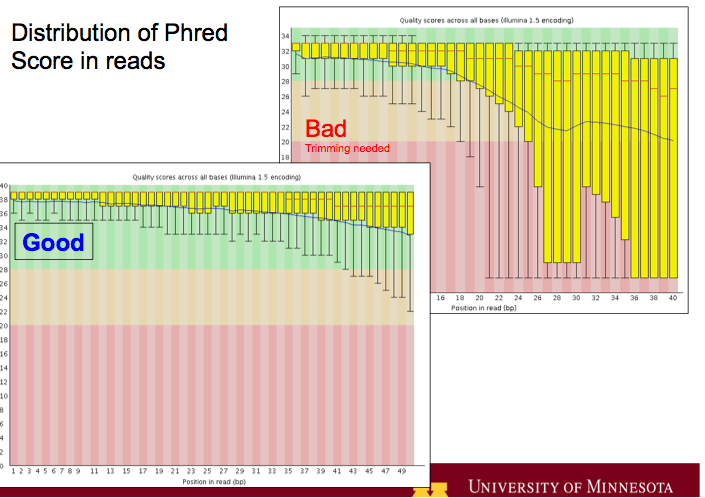 Distribution of Phred
Score in reads
Quality scores across all bases (Illumina 1.5 encoding)
34
32
30
28
26
24
22
20
18
Bad
Trimming needed
16 18 20 22 24 26 28 30 32 34 36 38 40
Position in read (bp)
Quality scores across all bases (Illumina 1.5 encoding)
40
38
36
34
32
30
28
26
24
22
20
18
16
14
12
10
8
6
4
2
0
Good
1 2 3 4 5 6 7 8 9 11 13 15 17 19 21 23 25 27 29 31 33 35 37 39 41 43 45 47 49
Position in read (bp)
UNIVERSITY OF MINNESOTA